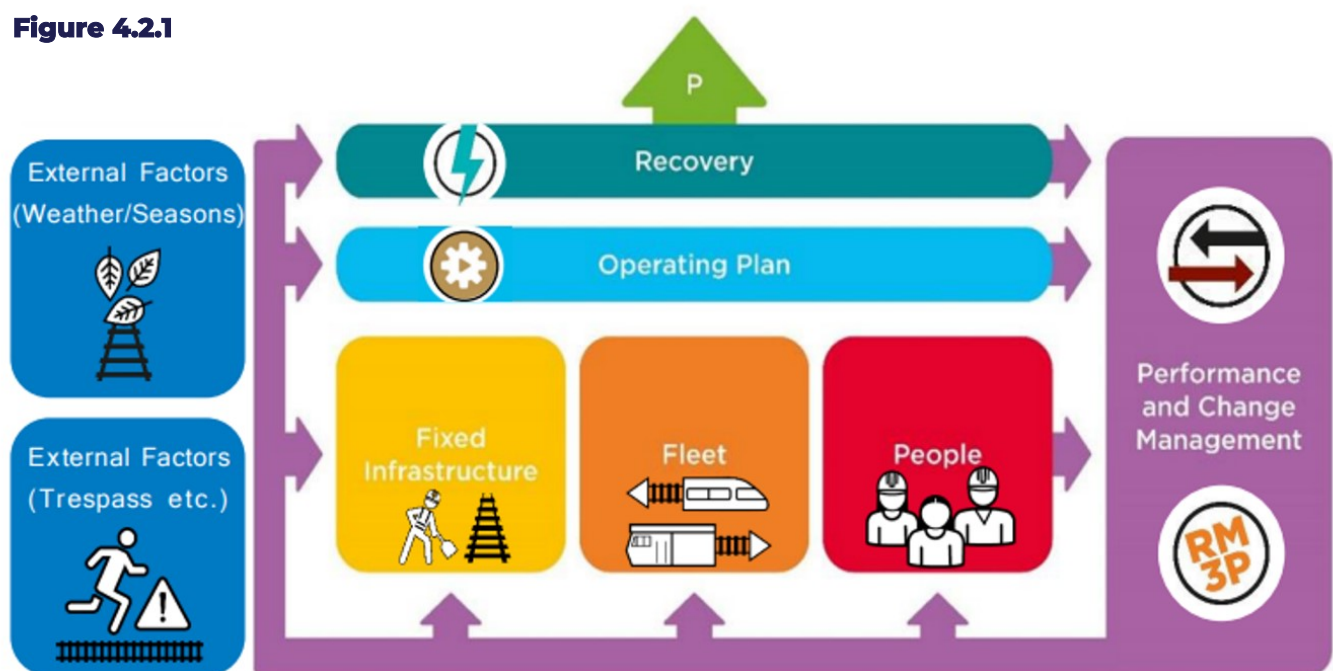 Figure 4.2.1
P
External Factors
(Weather/Seasons)
Recovery
Operating Plan
External Factors
(Trespass etc.)
Fixed
Infrastructure
Fleet
People
Performance
and Change
Management
RM
3P